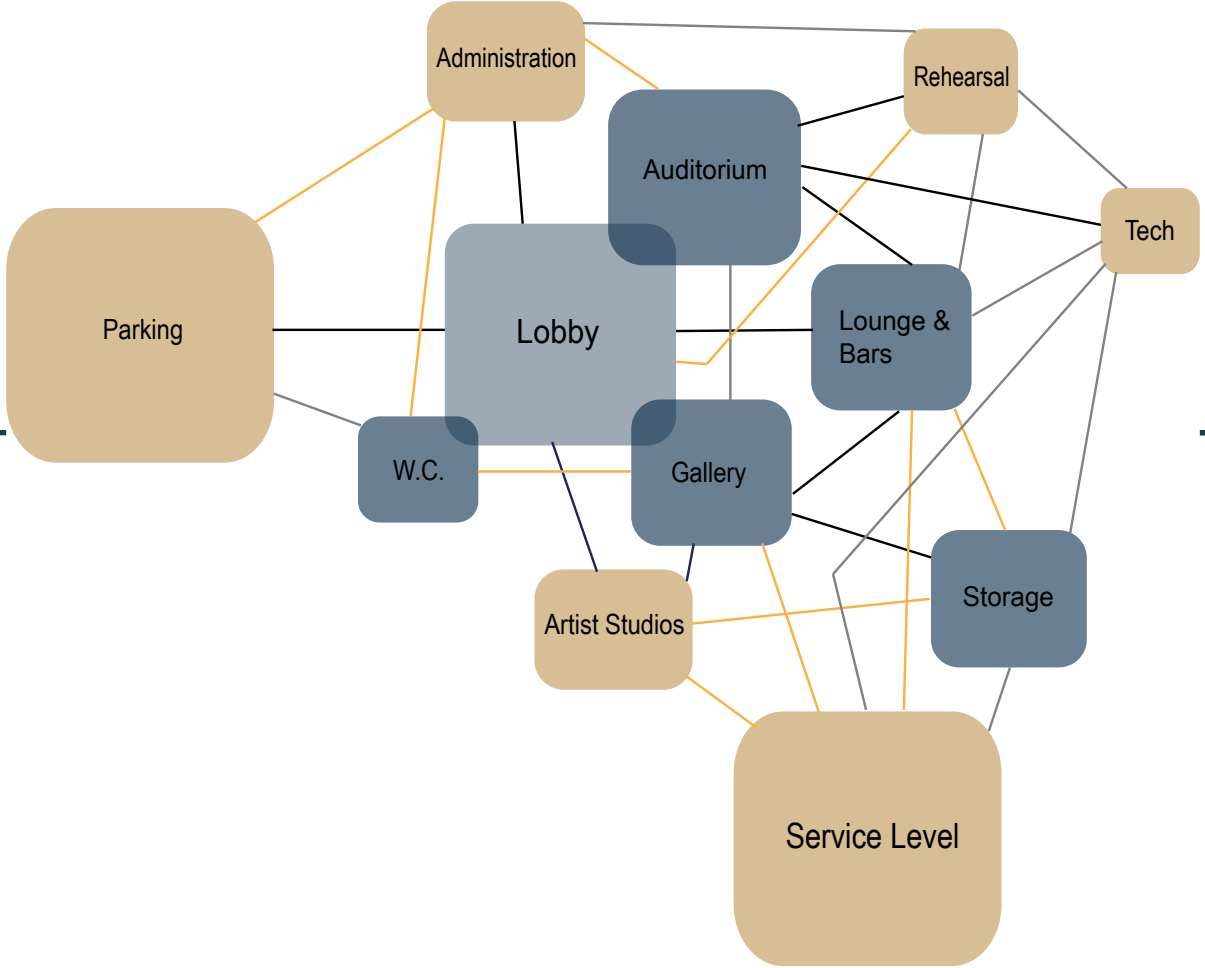 Administration
Rehearsal
Auditorium
Tech
Parking
Lobby
Lounge &
Bars
W.C.
Gallery
Storage
Artist Studios
Service Level